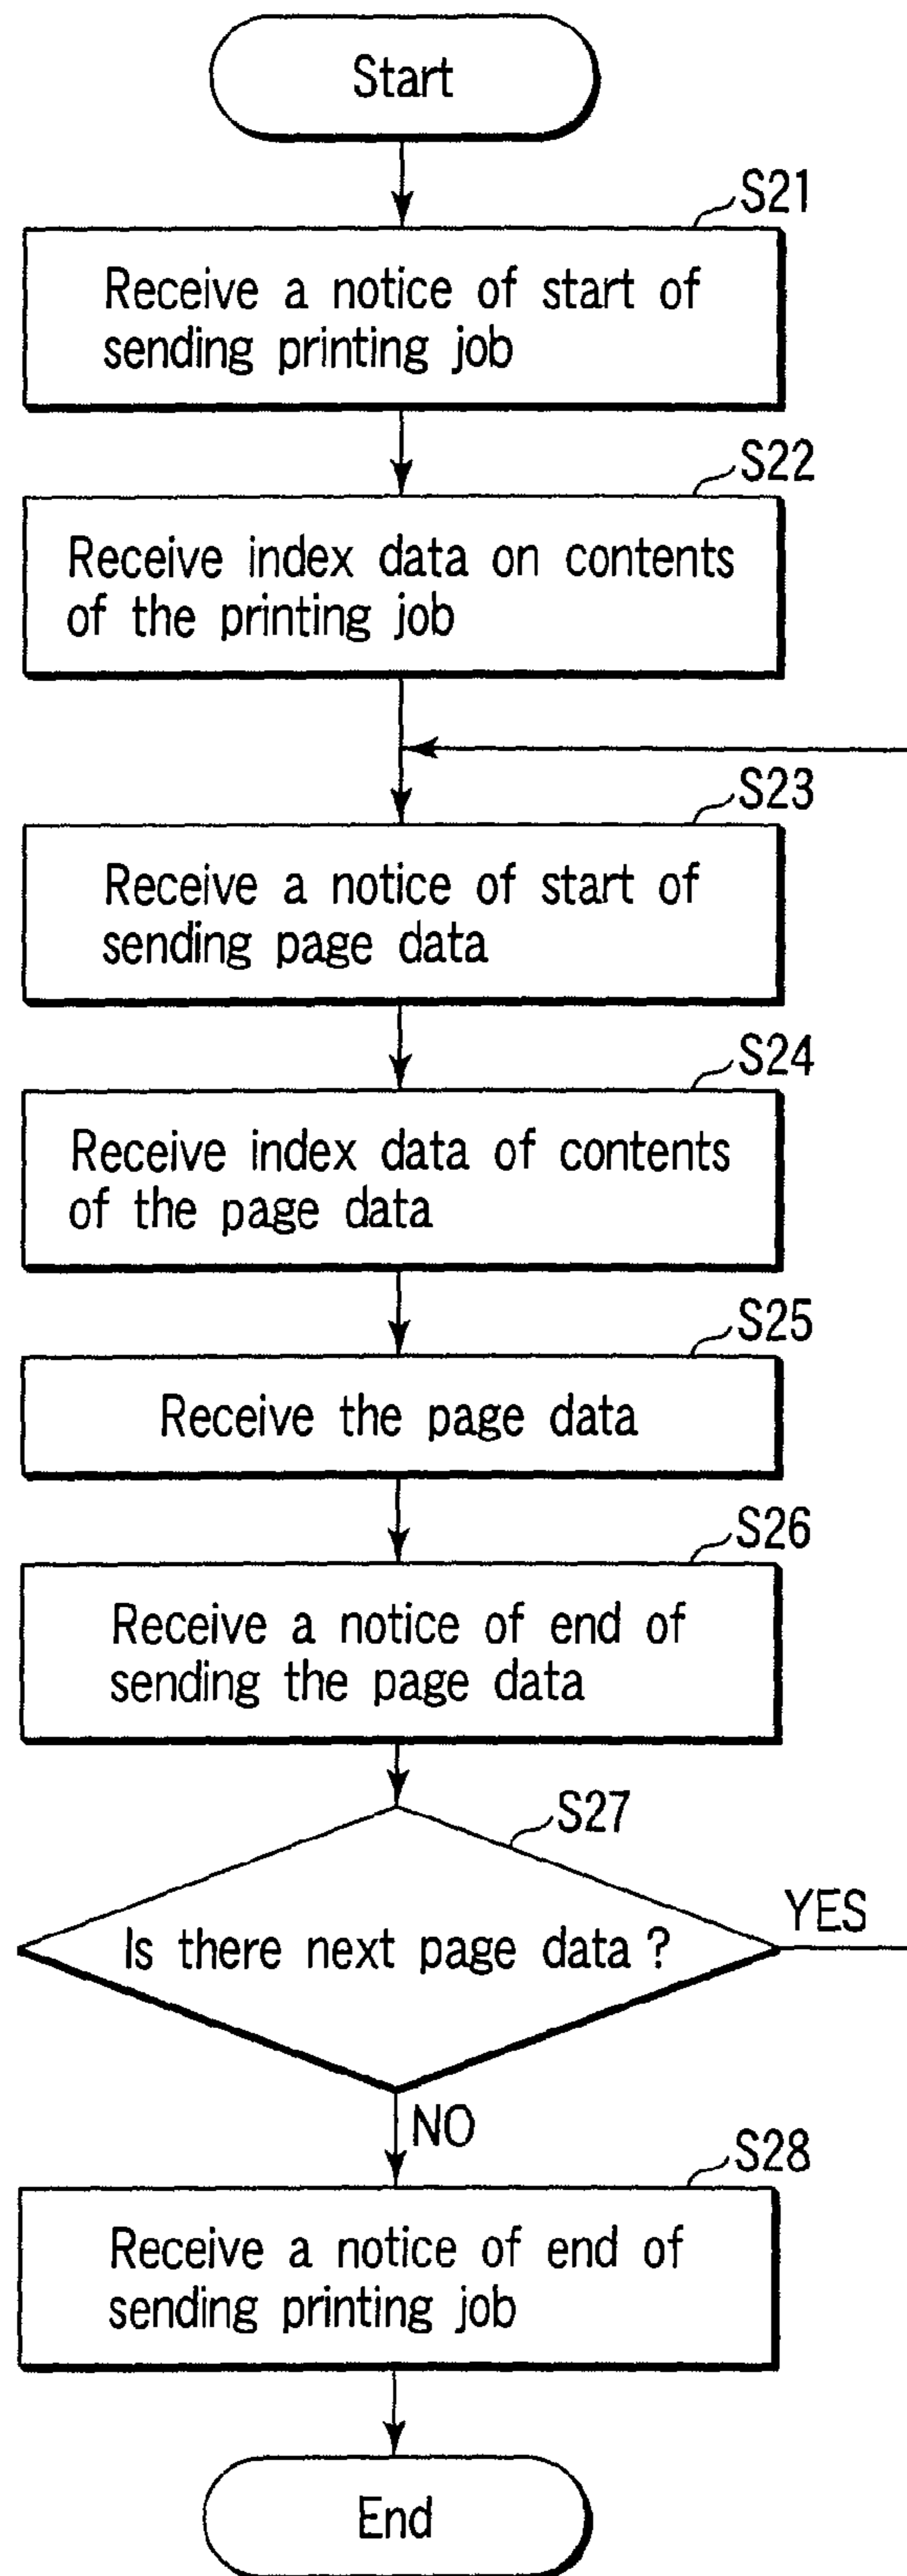 Start
S21
Receive a notice of start of
sending printing job
S22
Receive index data on contents
of the printing job
S23
Receive a notice of start of
sending page data
S24
Receive index data of contents
of the page data
S25
Receive the page data
S26
Receive a notice of end of
sending the page data
S27
Is there next page data ?
YES
NO
S28
Receive a notice of end of
sending printing job
End